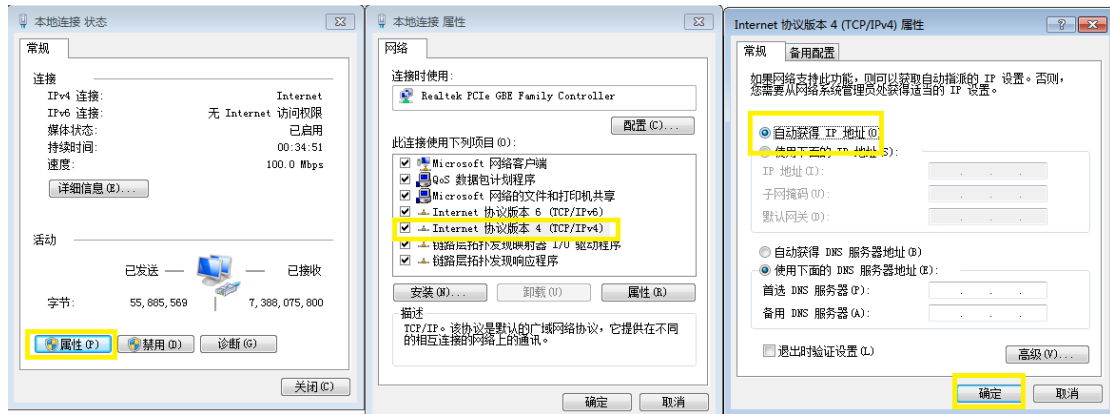 本地连接 状态
常规
连接
IPv4 连接: Internet
IPv6 连接: 无 Internet 访问权限
媒体状态: 已启用
持续时间: 00:34:51
速度: 100.0 Mbps
详细信息(E)...
活动
已发送 — — 已接收
字节: 55,885,569 7,388,075,800
属性(P) 禁用(D) 诊断(G)
关闭(C)
本地连接 属性
网络
连接时使用:
Realtek PCIe GBE Family Controller
配置(C)...
此连接使用下列项目(O):
Microsoft 网络客户端
QoS 数据包计划程序
Microsoft 网络的文件和打印机共享
Internet 协议版本 6 (TCP/IPv6)
Internet 协议版本 4 (TCP/IPv4)
链路层拓扑发现映射器 I/O 驱动程序
链路层拓扑发现响应程序
安装(N)... 卸载(U) 属性(R)
描述
TCP/IP。该协议是默认的广域网络协议，它提供在不同
的相互连接的网络上的通讯。
确定 取消
Internet 协议版本 4 (TCP/IPv4) 属性
常规 备用配置
如果网络支持此功能，则可以获取自动指派的 IP 设置。否则，
您需要从网络系统管理员处获得适当的 IP 设置。
自动获得 IP 地址(O)
使用下面的 IP 地址(S):
IP 地址(I):
子网掩码(U):
默认网关(D):
自动获得 DNS 服务器地址(B)
使用下面的 DNS 服务器地址(E):
首选 DNS 服务器(P):
备用 DNS 服务器(A):
退出时验证设置(L)
高级(V)...
确定 取消